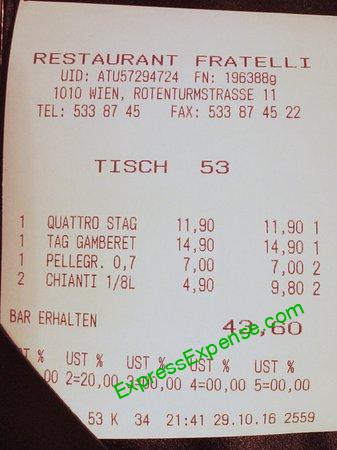 RESTAURANT FRATELLI
UID: ATU57294724 FN: 196388g
1010 WIEN, ROTENTURMSTRASSE 11
TEL: 533 87 45 FAX: 533 87 45 22
TISCH 53
1 QUATTRO STAG 11,90 11,90 1
1 TAG GAMBERET 14,90 14,90 1
1 PELLEGR. 0,7 7,00 7,00 2
2 CHIANTI 1/8L 4,90 9,80 2
BAR ERHALTEN 43,60
% UST % UST % UST % UST %
,00 2=20,00 4=00,00 5=00,00
53 K 34 21:41 29.10.16 2559
ExpressExpense.com